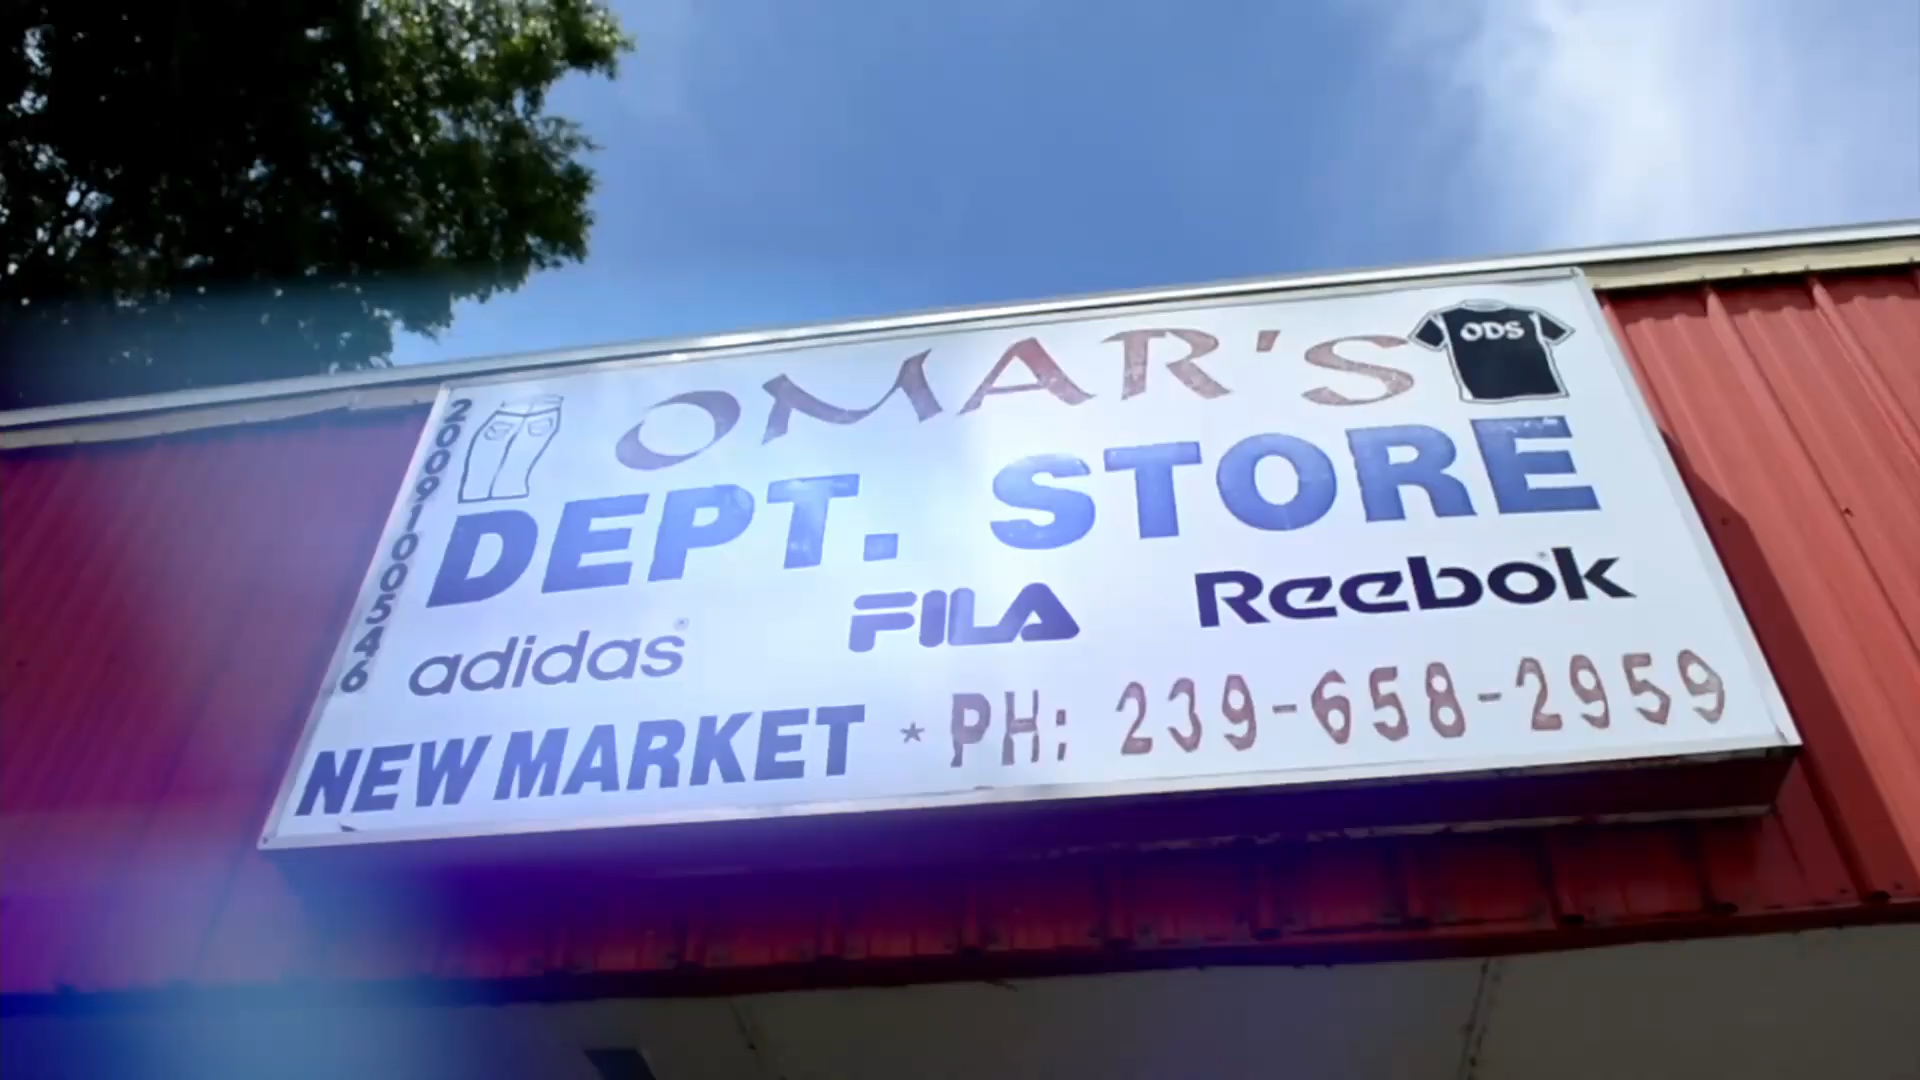 OMAR'S
ODS
DEPT. STORE
adidas FILA Reebok
NEW MARKET * PH: 239-658-2959
2009100546